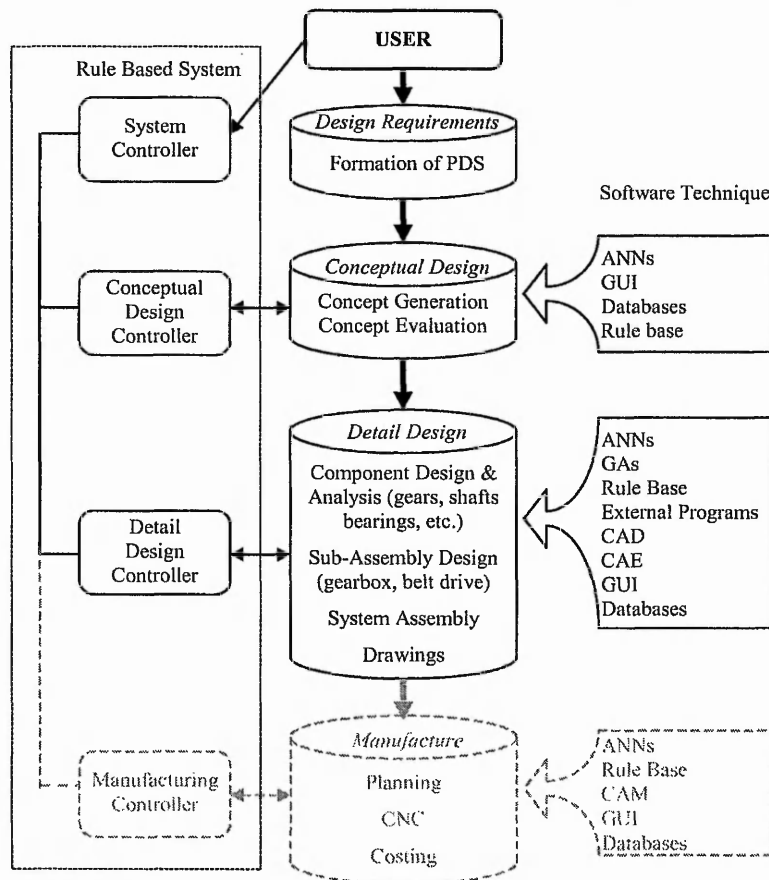 USER
Rule Based System
System
Controller
Design Requirements
Formation of PDS
Software Technique
Conceptual
Design
Controller
Conceptual Design
Concept Generation
Concept Evaluation
ANNs
GUI
Databases
Rule base
Detail
Design
Controller
Detail Design
Component Design &
Analysis (gears, shafts
bearings, etc.)
Sub-Assembly Design
(gearbox, belt drive)
System Assembly
Drawings
ANNs
GAs
Rule Base
External Programs
CAD
CAE
GUI
Databases
Manufacturing
Controller
Manufacture
Planning
CNC
Costing
ANNs
Rule Base
CAM
GUI
Databases